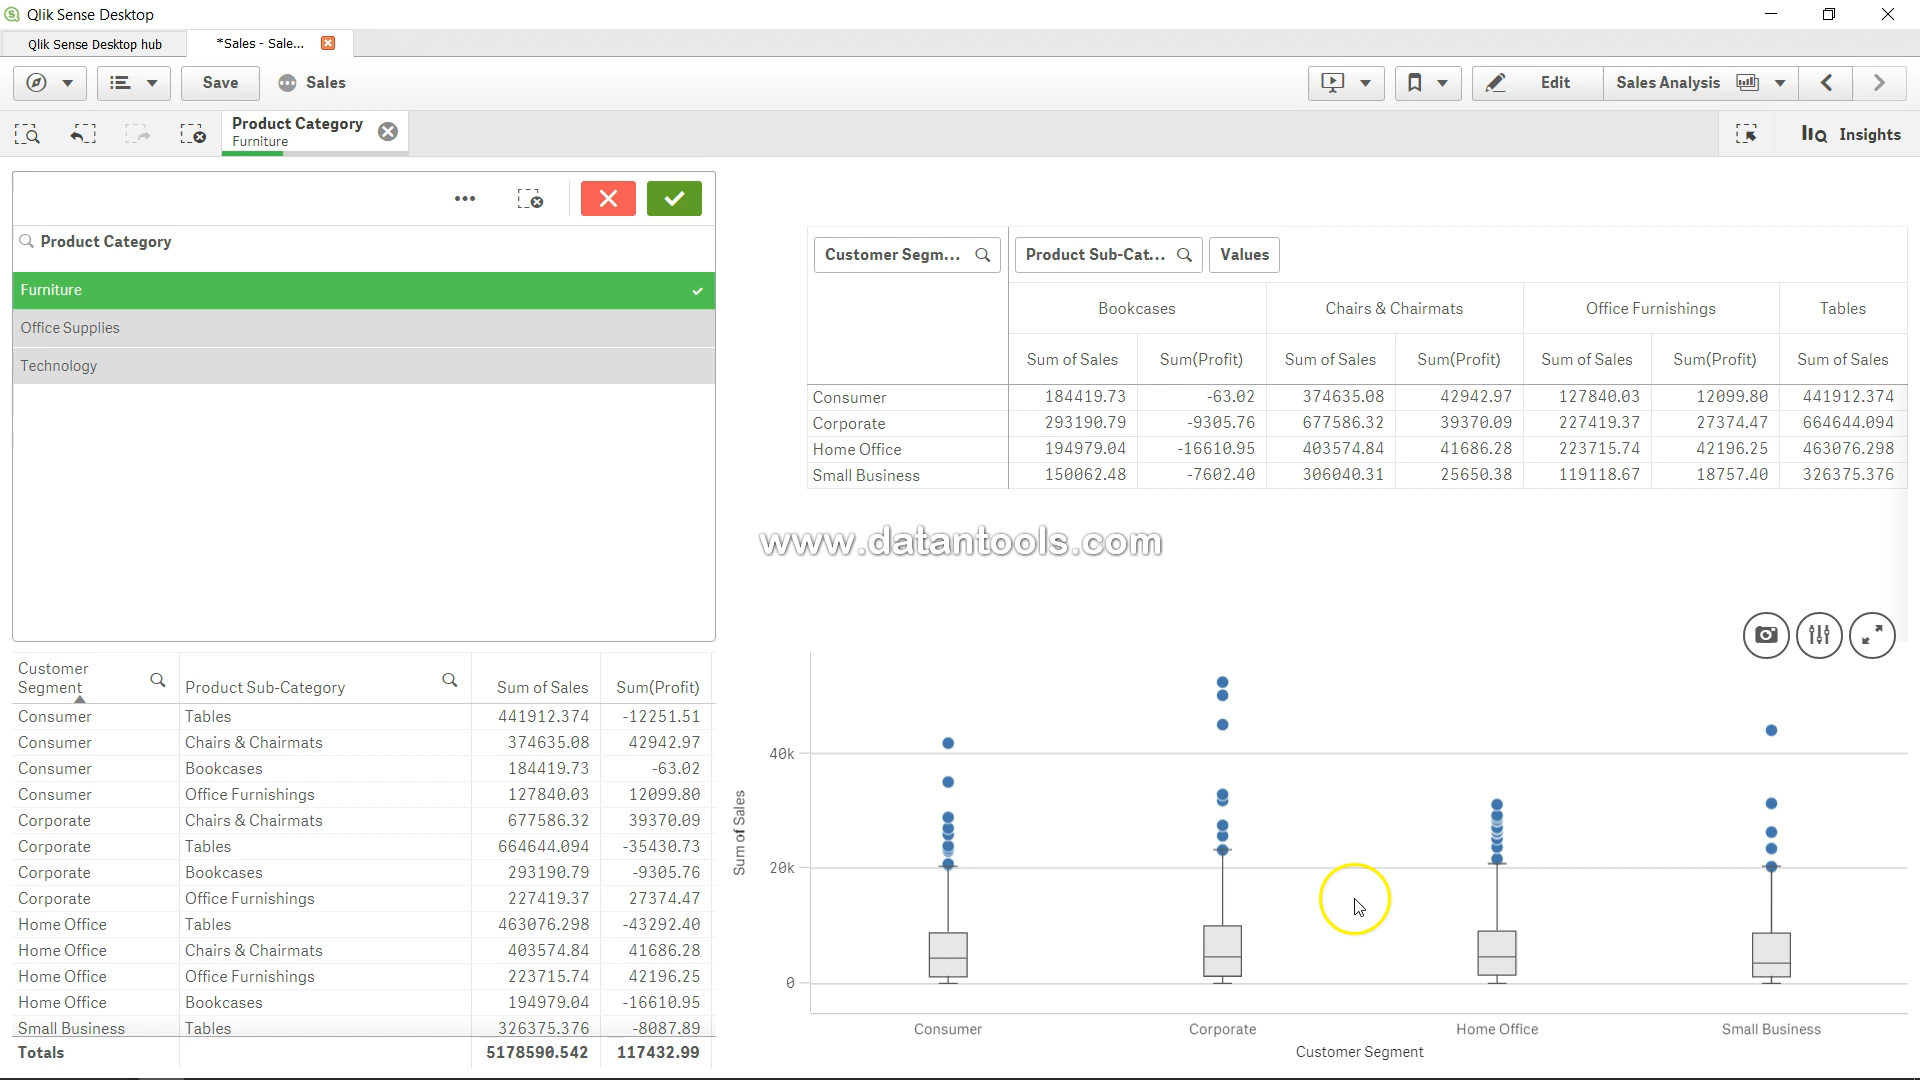 Qlik Sense Desktop
Qlik Sense Desktop hub
*Sales - Sale...
Save
Sales
Edit
Sales Analysis
Product Category
Furniture
Insights
Product Category
Furniture
Office Supplies
Technology
Customer Segm...
Product Sub-Cat...
Values
Bookcases
Chairs & Chairmats
Office Furnishings
Tables
Sum of Sales Sum(Profit) Sum of Sales Sum(Profit) Sum of Sales Sum(Profit) Sum of Sales
Consumer 184419.73 -63.02 374635.08 42942.97 127840.03 12099.80 441912.374
Corporate 293190.79 -9305.76 677586.32 39370.09 227419.37 27374.47 664644.094
Home Office 194979.04 -16610.95 403574.84 41686.28 223715.74 42196.25 463076.298
Small Business 150062.48 -7602.40 306040.31 25650.38 119118.67 18757.40 326375.376
www.datantools.com
Customer
Segment
Product Sub-Category
Sum of Sales
Sum(Profit)
Consumer Tables 441912.374 -12251.51
Consumer Chairs & Chairmats 374635.08 42942.97
Consumer Bookcases 184419.73 -63.02
Consumer Office Furnishings 127840.03 12099.80
Corporate Chairs & Chairmats 677586.32 39370.09
Corporate Tables 664644.094 -35430.73
Corporate Bookcases 293190.79 -9305.76
Corporate Office Furnishings 227419.37 27374.47
Home Office Tables 463076.298 -43292.40
Home Office Chairs & Chairmats 403574.84 41686.28
Home Office Office Furnishings 223715.74 42196.25
Home Office Bookcases 194979.04 -16610.95
Small Business Tables 326375.376 -8087.89
Totals 5178590.542 117432.99
Sum of Sales
40k
20k
0
Consumer
Corporate
Home Office
Small Business
Customer Segment